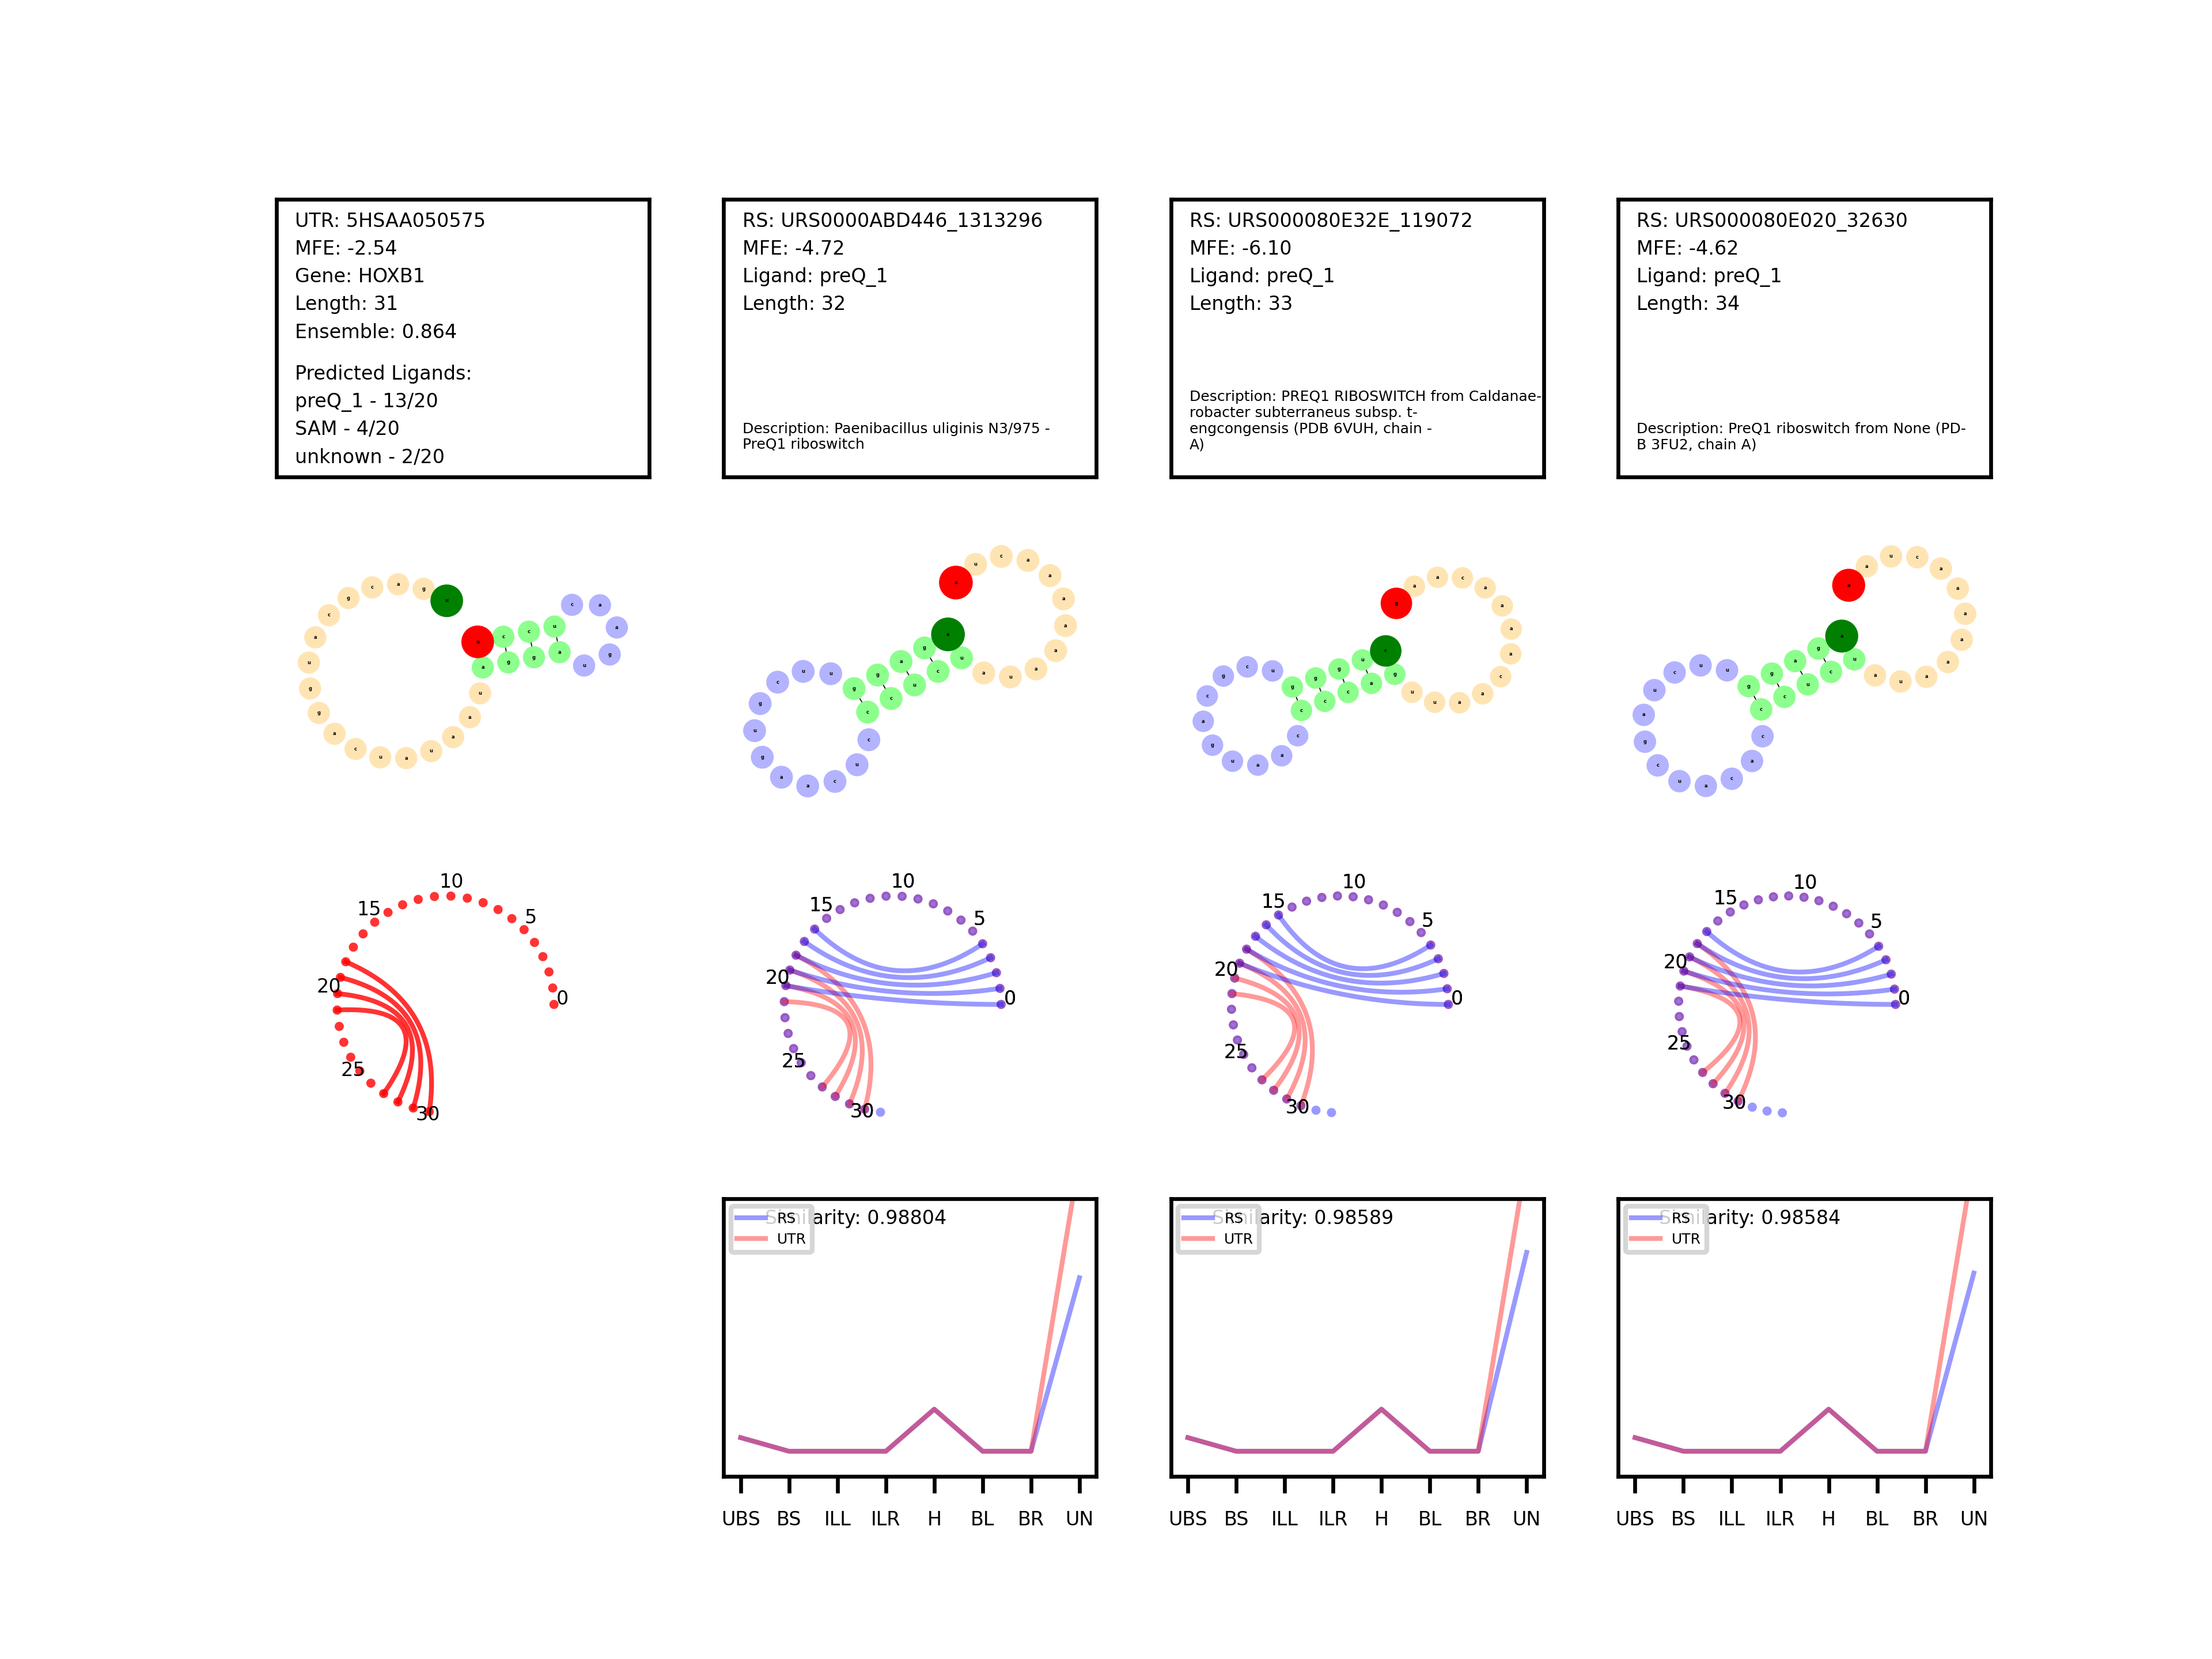 UTR: 5HSAA050575
MFE: -2.54
Gene: HOXB1
Length: 31
Ensemble: 0.864
Predicted Ligands:
preQ_1 - 13/20
SAM - 4/20
unknown - 2/20
RS: URS0000ABD446_1313296
MFE: -4.72
Ligand: preQ_1
Length: 32
Description: Paenibacillus uliginis N3/975 -
PreQ1 riboswitch
RS: URS000080E32E_119072
MFE: -6.10
Ligand: preQ_1
Length: 33
Description: PREQ1 RIBOSWITCH from Caldanae-
robacter subterraneus subsp. t-
engcongensis (PDB 6VUH, chain -
A)
RS: URS000080E020_32630
MFE: -4.62
Ligand: preQ_1
Length: 34
Description: PreQ1 riboswitch from None (PD-
B 3FU2, chain A)
10
15
5
20
0
25
30
10
15
5
20
0
25
30
10
15
5
20
0
25
30
10
15
5
20
0
25
30
Similarity: 0.98804
RS
UTR
UBS BS ILL ILR H BL BR UN
Similarity: 0.98589
RS
UTR
UBS BS ILL ILR H BL BR UN
Similarity: 0.98584
RS
UTR
UBS BS ILL ILR H BL BR UN